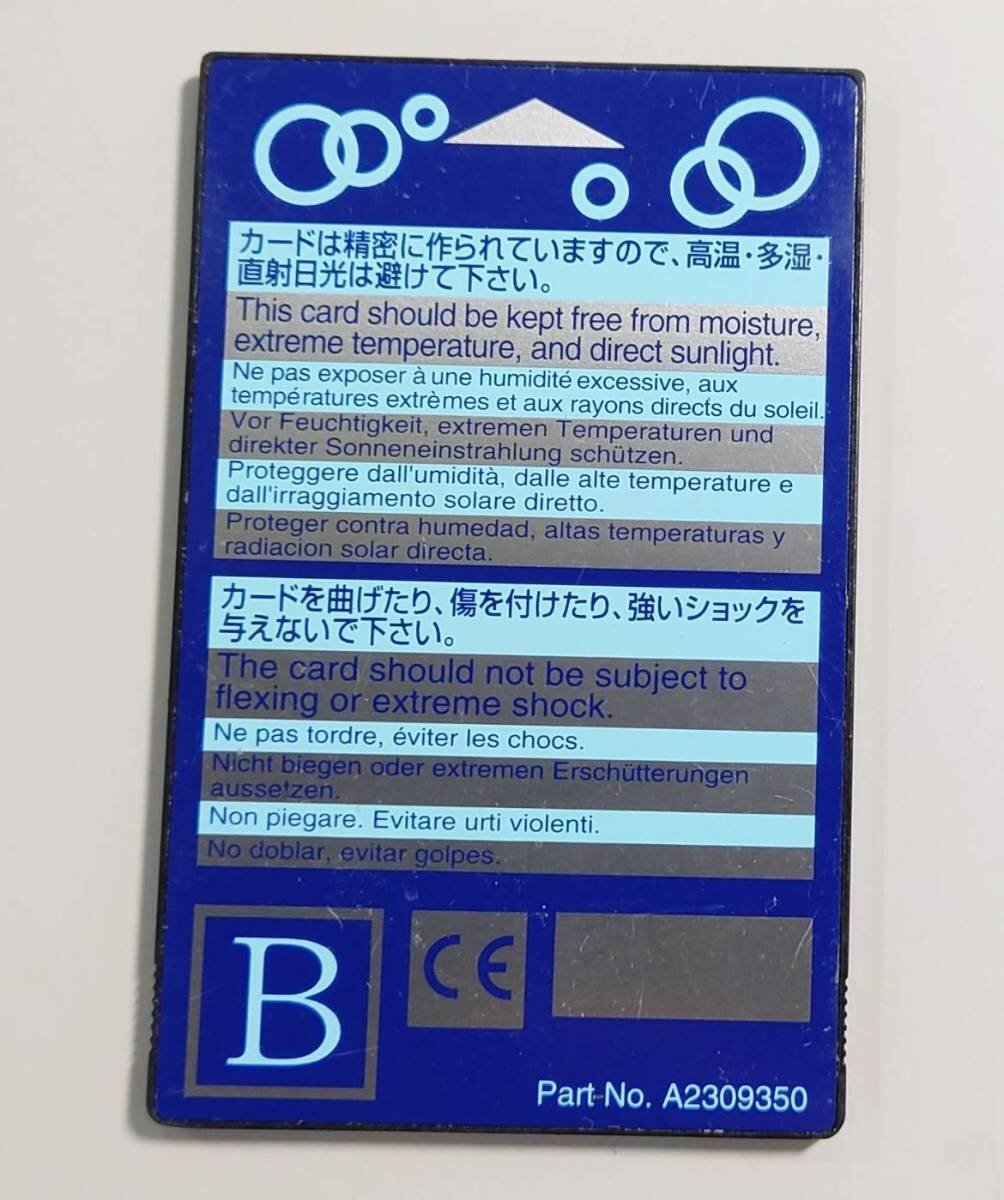 カードは精密に作られていますので、高温・多湿・
直射日光は避けて下さい。
This card should be kept free from moisture,
extreme temperature, and direct sunlight.
Ne pas exposer à une humidité excessive, aux
températures extrèmes et aux rayons directs du soleil.
Vor Feuchtigkeit, extremen Temperaturen und
direkter Sonneneinstrahlung schützen.
Proteggere dall'umidità, dalle alte temperature e
dall'irraggiamento solare diretto.
Proteger contra humedad, altas temperaturas y
radiacion solar directa.
カードを曲げたり、傷を付けたり、強いショックを
与えないで下さい。
The card should not be subject to
flexing or extreme shock.
Ne pas tordre, éviter les chocs.
Nicht biegen oder extremen Erschütterungen
aussetzen.
Non piegare. Evitare urti violenti.
No doblar, evitar golpes.
B
CE
Part No. A2309350